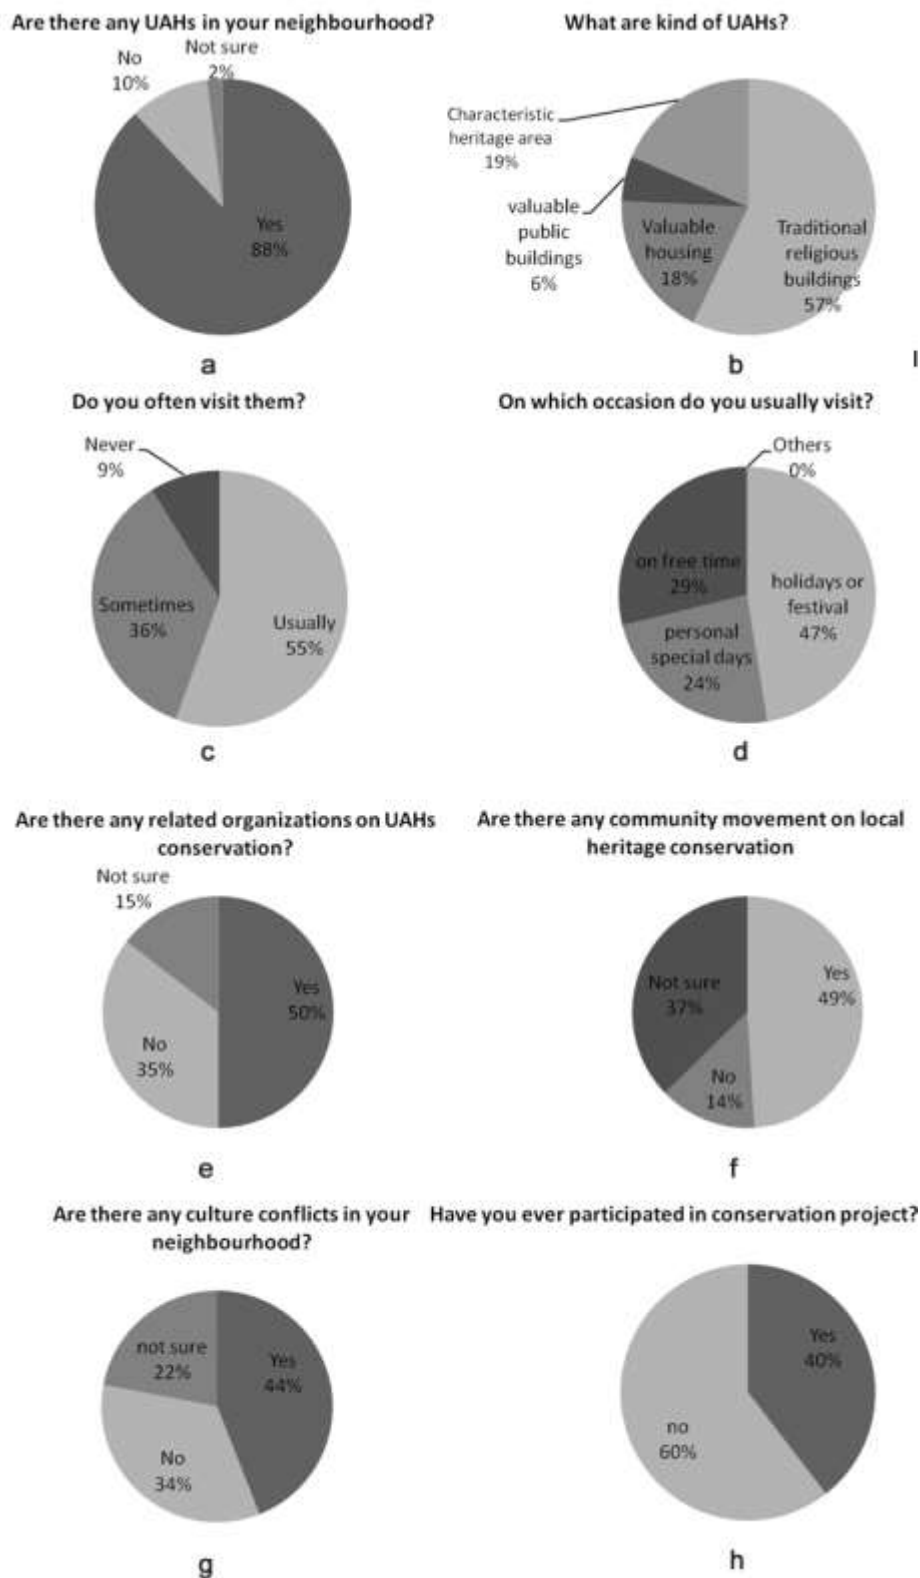 Are there any UAHs in your neighbourhood?
Not sure
2%
No
10%
Yes
88%
a
What are kind of UAHs?
Characteristic
heritage area
19%
valuable
public
buildings
6%
Valuable
housing
18%
Traditional
religious
buildings
57%
b
l
Do you often visit them?
Never
9%
Sometimes
36%
Usually
55%
c
On which occasion do you usually visit?
Others
0%
on free time
29%
holidays or
festival
47%
personal
special days
24%
d
Are there any related organizations on UAHs
conservation?
Not sure
15%
Yes
50%
No
35%
e
Are there any community movement on local
heritage conservation
Not sure
37%
Yes
49%
No
14%
f
Are there any culture conflicts in your
neighbourhood?
not sure
22%
Yes
44%
No
34%
g
Have you ever participated in conservation project?
Yes
40%
no
60%
h